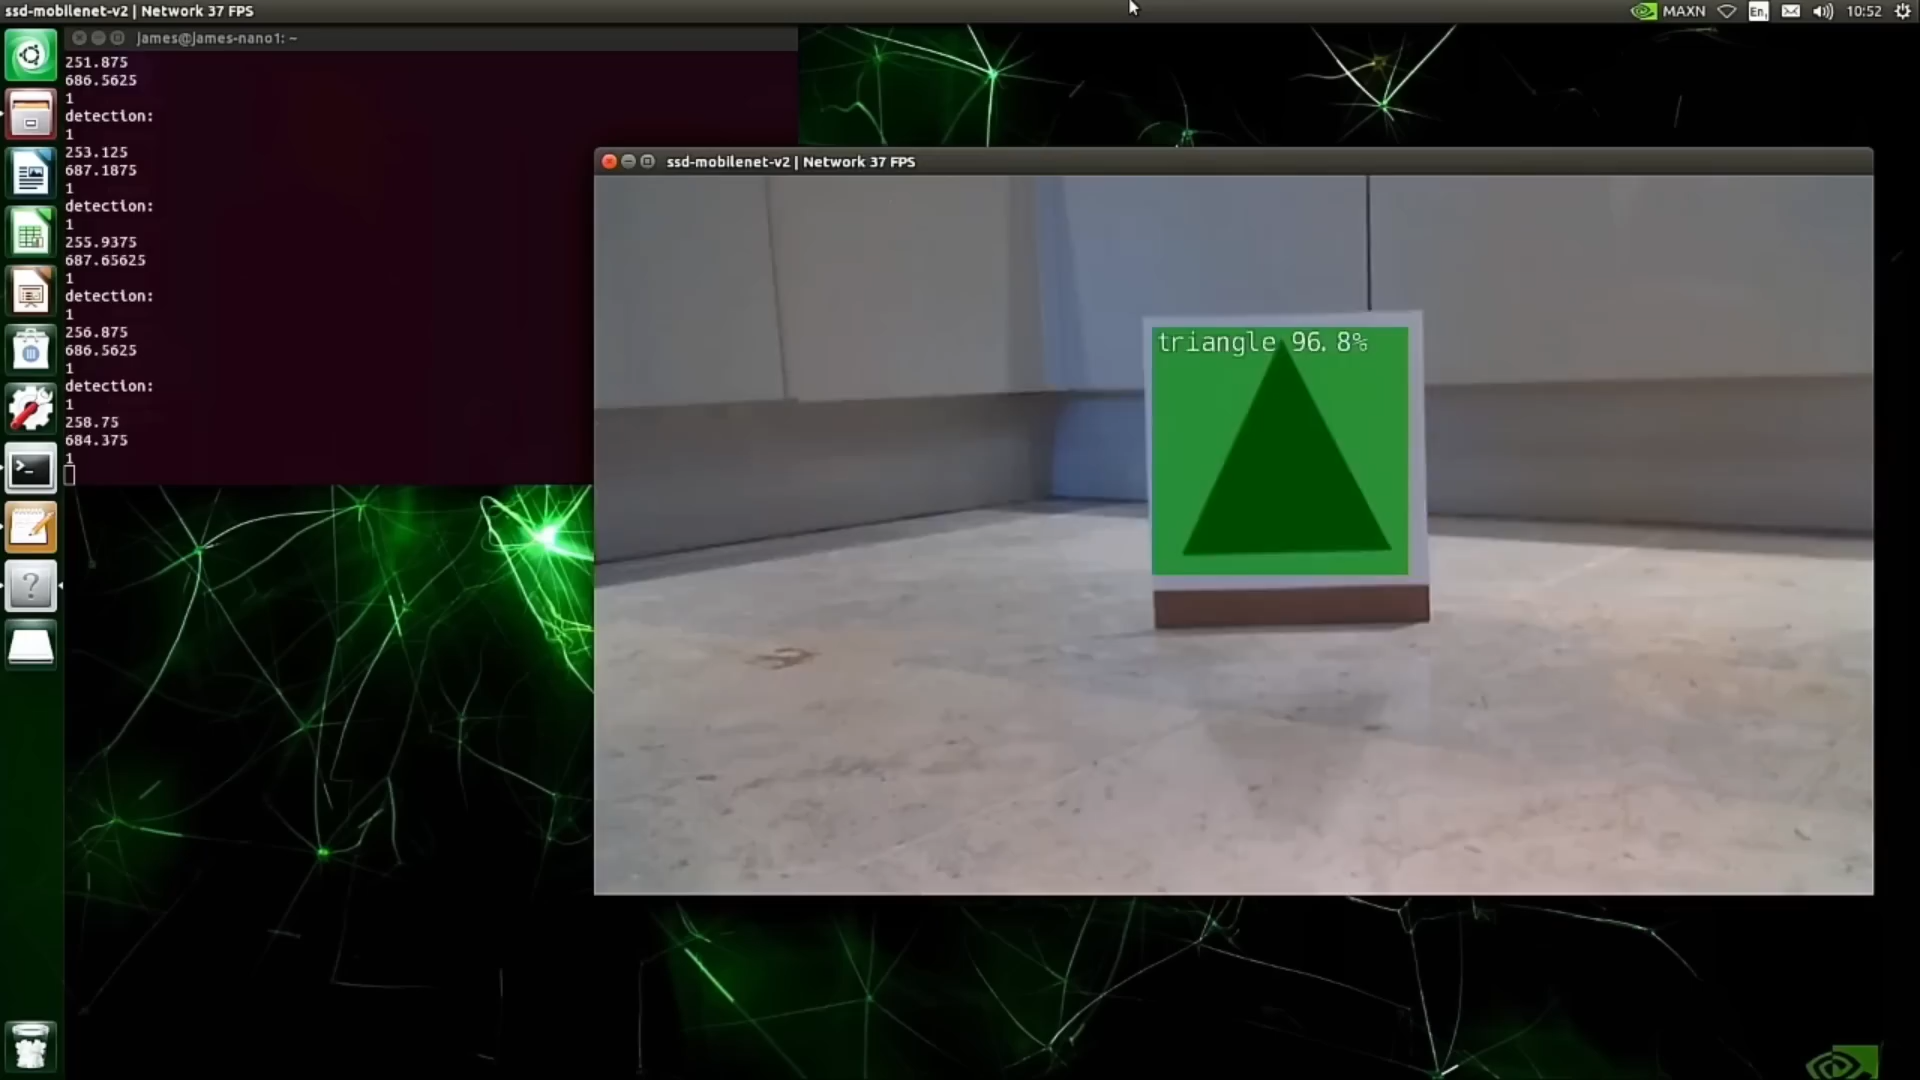 ssd-mobilenet-v2 | Network 37 FPS
MAXN
En1
10:52
james@james-nano1: ~
251.875
686.5625
1
detection:
1
253.125
687.1875
1
detection:
1
255.9375
687.65625
1
detection:
1
256.875
686.5625
1
detection:
1
258.75
684.375
1
ssd-mobilenet-v2 | Network 37 FPS
triangle 96.8%